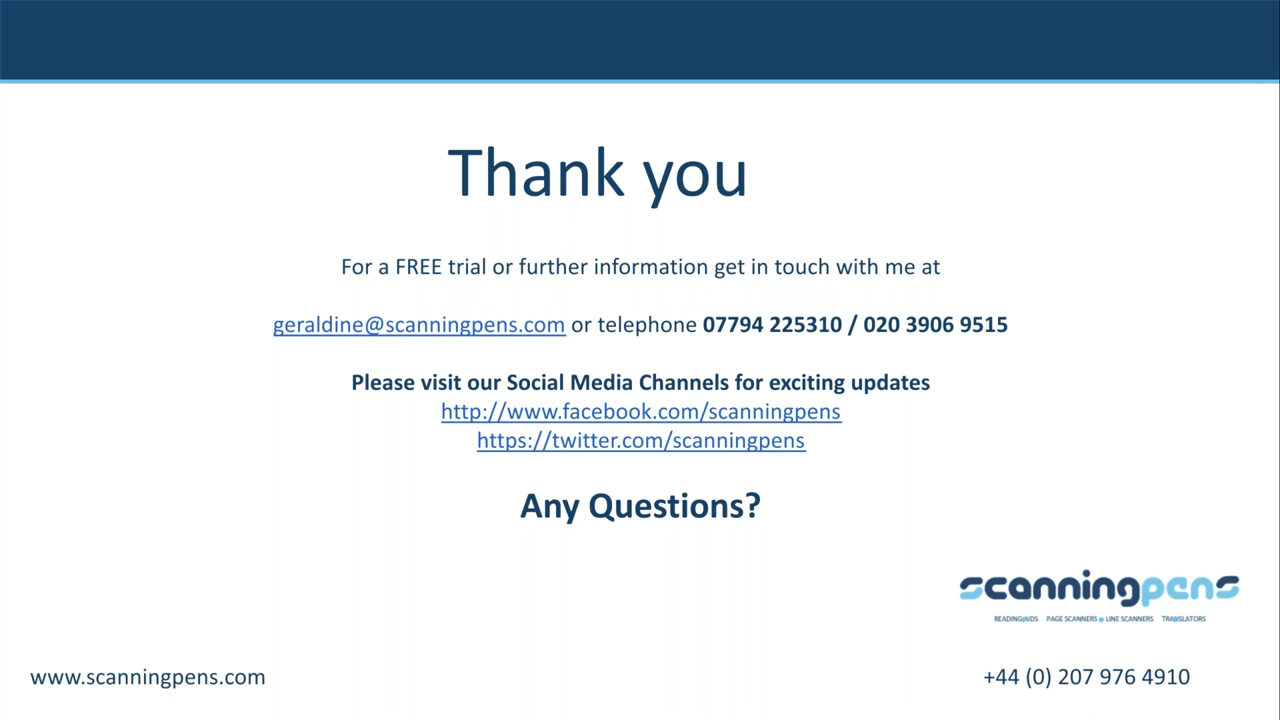 Thank you
For a FREE trial or further information get in touch with me at
geraldine@scanningpens.com or telephone 07794 225310 / 020 3906 9515
Please visit our Social Media Channels for exciting updates
http://www.facebook.com/scanningpens
https://twitter.com/scanningpens
Any Questions?
scanningpens
READING AIDS PAGE SCANNERS LINE SCANNERS TRANSLATORS
www.scanningpens.com
+44 (0) 207 976 4910